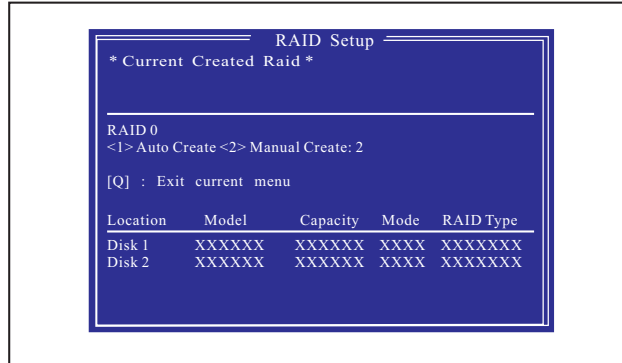 RAID Setup
* Current Created Raid *
RAID 0
<1> Auto Create <2> Manual Create: 2
[Q] : Exit current menu
Location Model Capacity Mode RAID Type
Disk 1 XXXXXX XXXXXX XXXX XXXXXXX
Disk 2 XXXXXX XXXXXX XXXX XXXXXXX